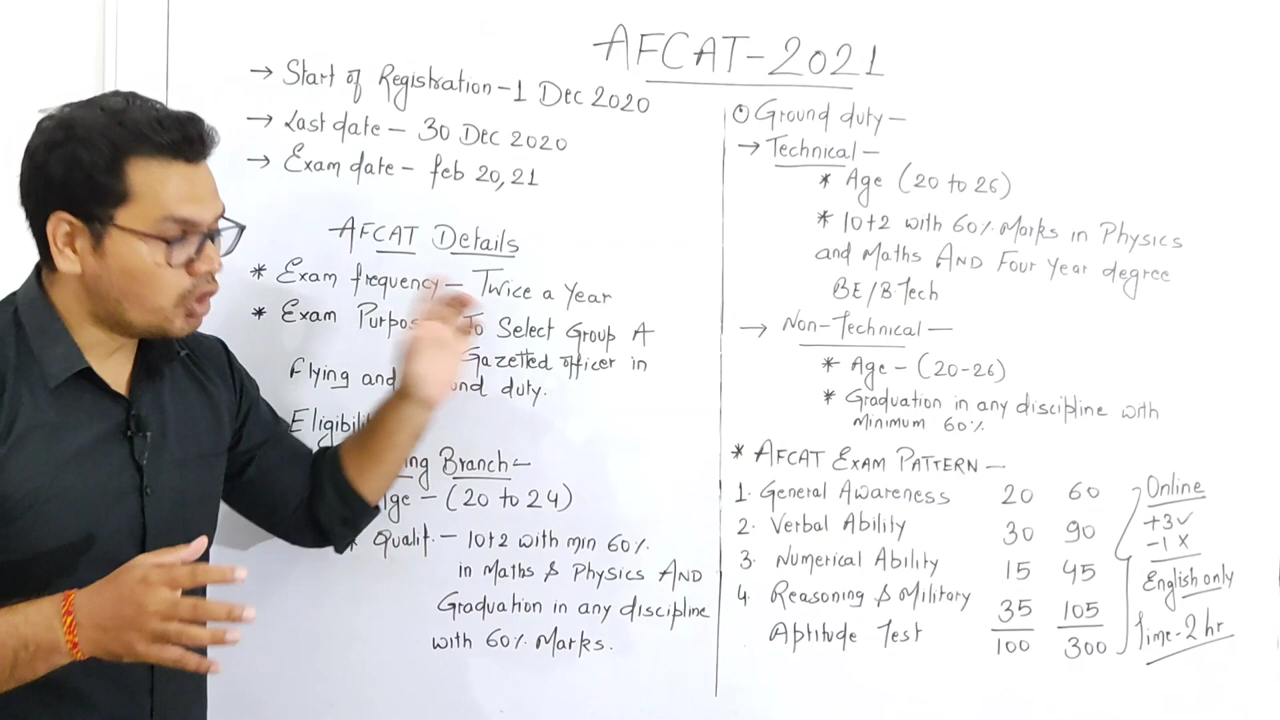 AFCAT-2021
→ Start of Registration-1 Dec 2020
→ Last date - 30 Dec 2020
→ Exam date - feb 20,21
AFCAT Details
* Exam frequency - Twice a Year
* Exam To Select Group A
Gazetted officer in
Flying and duty.
ing Branch-
- (20 to 24)
* Qualif. - 10+2 with min 60%
in Maths & Physics AND
Graduation in any discipline
with 60% Marks.
Ground duty-
→ Technical -
* Age (20 to 26)
* 10+2 with 60% Marks in Physics
and Maths AND Four Year degree
BE/B.Tech
→ Non-Technical -
* Age - (20-26)
* Graduation in any discipline with
Minimum 60%
* AFCAT EXAM PATTERN -
1. General Awareness 20 60
2. Verbal Ability 30 90
3. Numerical Ability 15 45
4. Reasoning & Military 35 105
Aptitude Test 100 300
Online
+3 ✓
-1 X
English only
Time-2 hr